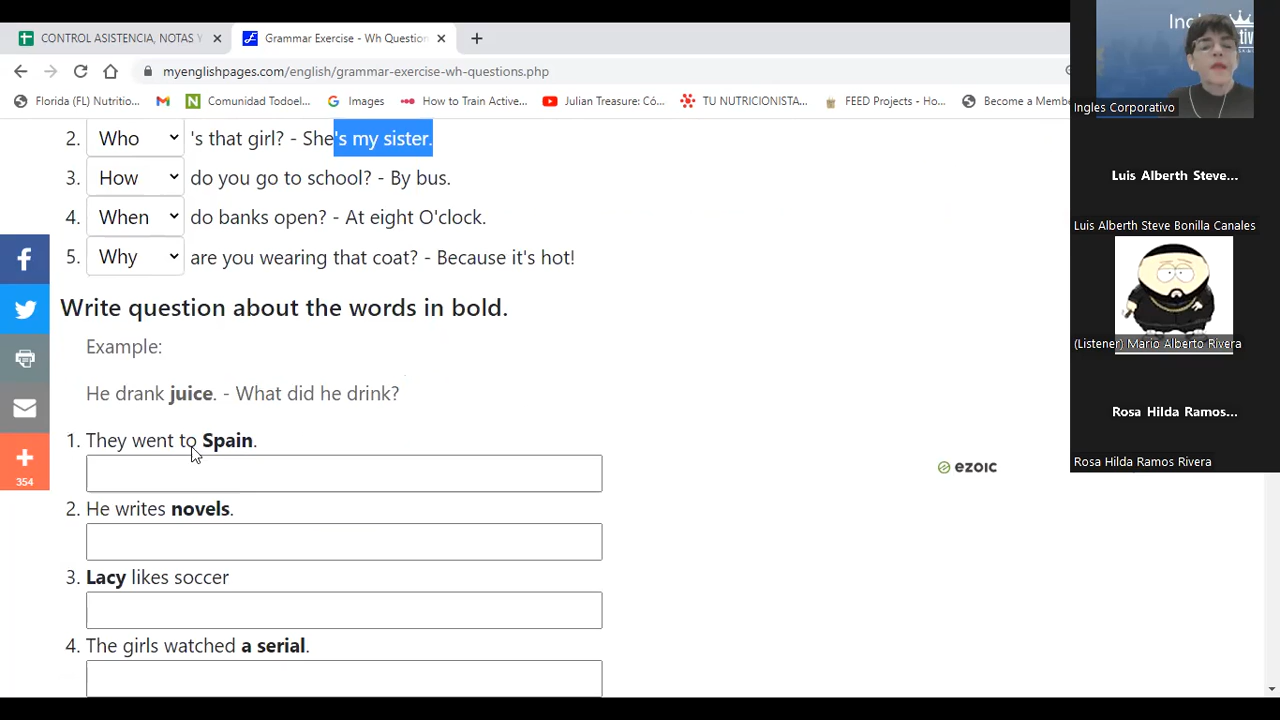 CONTROL ASISTENCIA, NOTAS Y
Grammar Exercise - Wh Question
myenglishpages.com/english/grammar-exercise-wh-questions.php
Florida (FL) Nutritio...
Comunidad Todoel...
Images
How to Train Active...
Julian Treasure: Có...
TU NUTRICIONISTA...
FEED Projects - Ho...
Become a Membe
2. Who 's that girl? - She's my sister.
3. How do you go to school? - By bus.
4. When do banks open? - At eight O'clock.
5. Why are you wearing that coat? - Because it's hot!
Write question about the words in bold.
Example:
He drank juice. - What did he drink?
1. They went to Spain.
2. He writes novels.
3. Lacy likes soccer
4. The girls watched a serial.
354
ezoic
Ingles Corporativo
Luis Alberth Steve...
Luis Alberth Steve Bonilla Canales
(Listener) Mario Alberto Rivera
Rosa Hilda Ramos...
Rosa Hilda Ramos Rivera